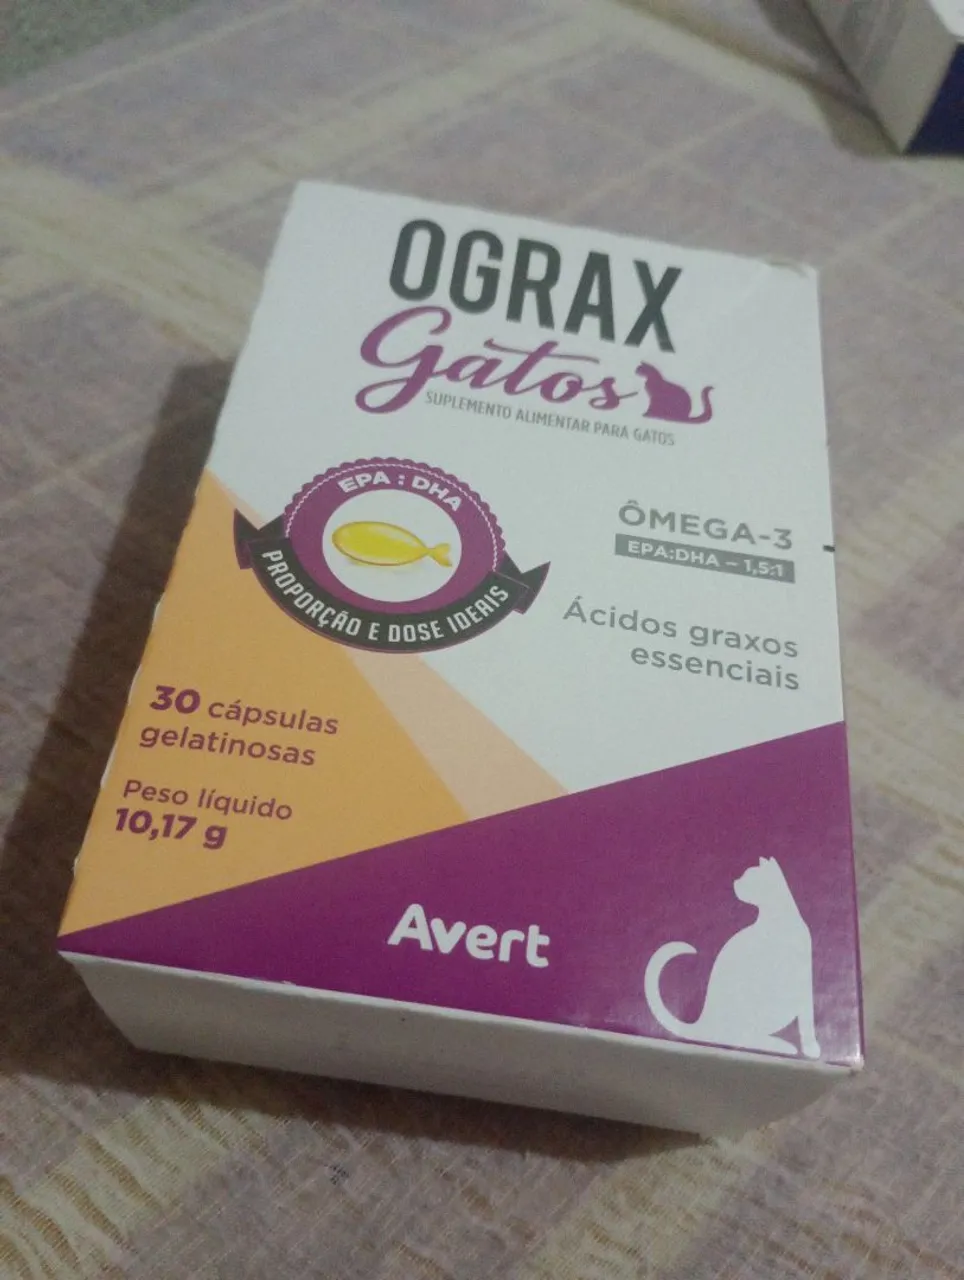 OGRAX
Gatos
SUPLEMENTO ALIMENTAR PARA GATOS
EPA : DHA
PROPORÇÃO E DOSE IDEAIS
ÔMEGA-3
EPA:DHA – 1,5:1
Ácidos graxos
essenciais
30 cápsulas
gelatinosas
Peso líquido
10,17 g
Avert